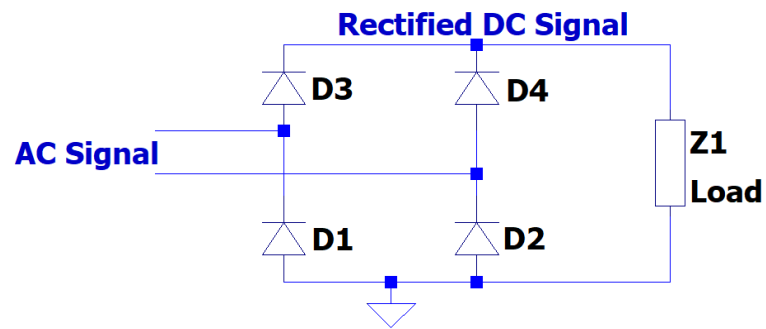 Rectified DC Signal
D3
D4
AC Signal
Z1
Load
D1
D2